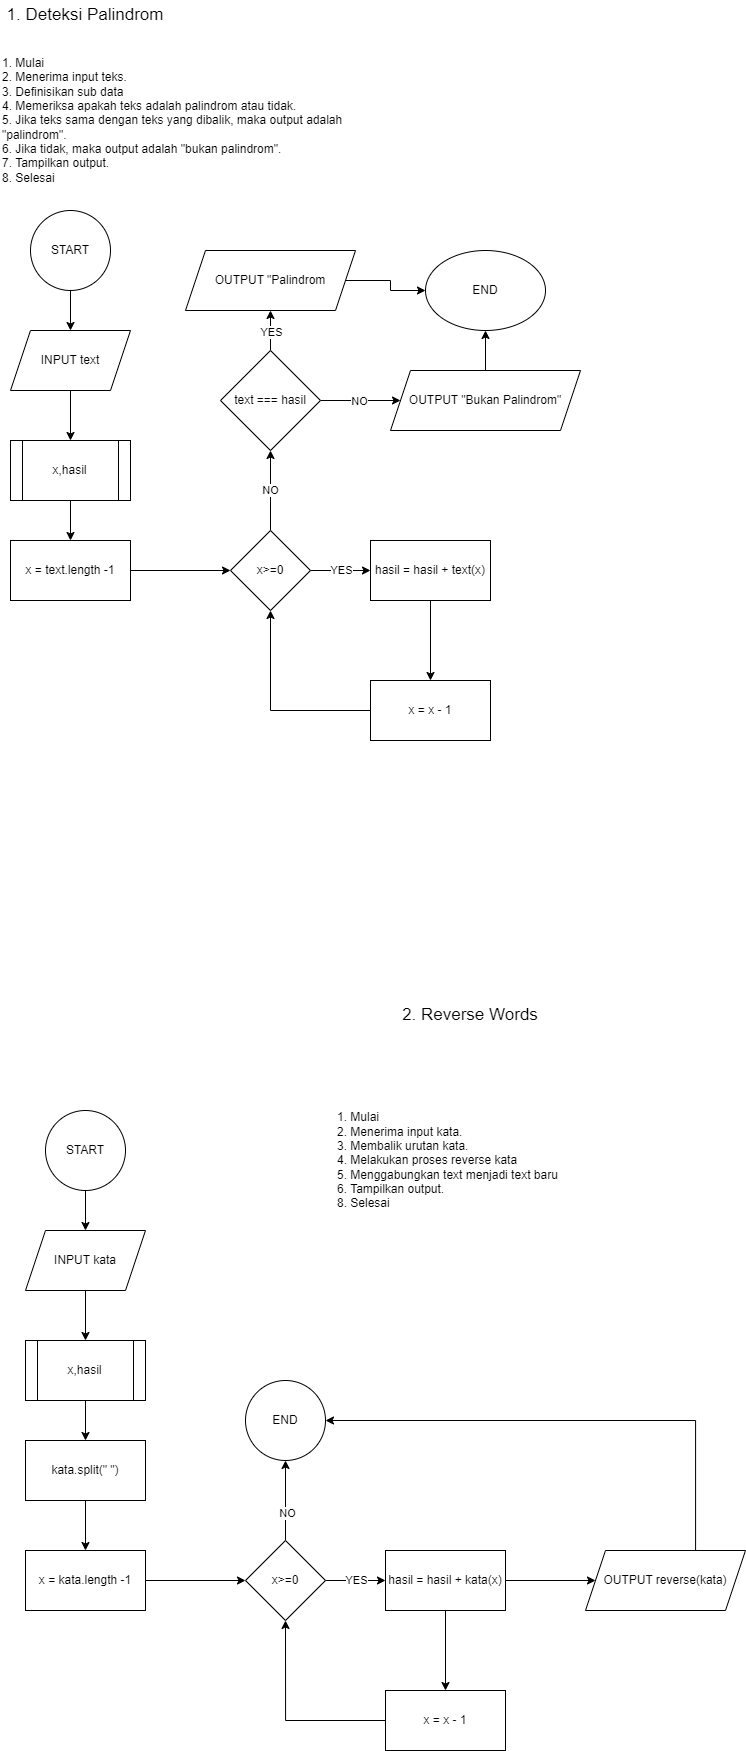 1. Deteksi Palindrom
1. Mulai
2. Menerima input teks.
3. Definisikan sub data
4. Memeriksa apakah teks adalah palindrom atau tidak.
5. Jika teks sama dengan teks yang dibalik, maka output adalah
"palindrom".
6. Jika tidak, maka output adalah "bukan palindrom".
7. Tampilkan output.
8. Selesai
START
INPUT text
x,hasil
x = text.length -1
x>=0
YES
hasil = hasil + text(x)
x = x - 1
NO
text === hasil
YES
OUTPUT "Palindrom
NO
OUTPUT "Bukan Palindrom"
END
2. Reverse Words
1. Mulai
2. Menerima input kata.
3. Membalik urutan kata.
4. Melakukan proses reverse kata
5. Menggabungkan text menjadi text baru
6. Tampilkan output.
8. Selesai
START
INPUT kata
x,hasil
kata.split(" ")
x = kata.length -1
x>=0
YES
hasil = hasil + kata(x)
OUTPUT reverse(kata)
x = x - 1
NO
END